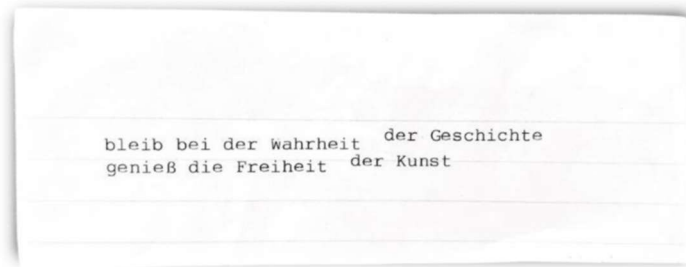 bleib bei der Wahrheit der Geschichte
genieß die Freiheit der Kunst